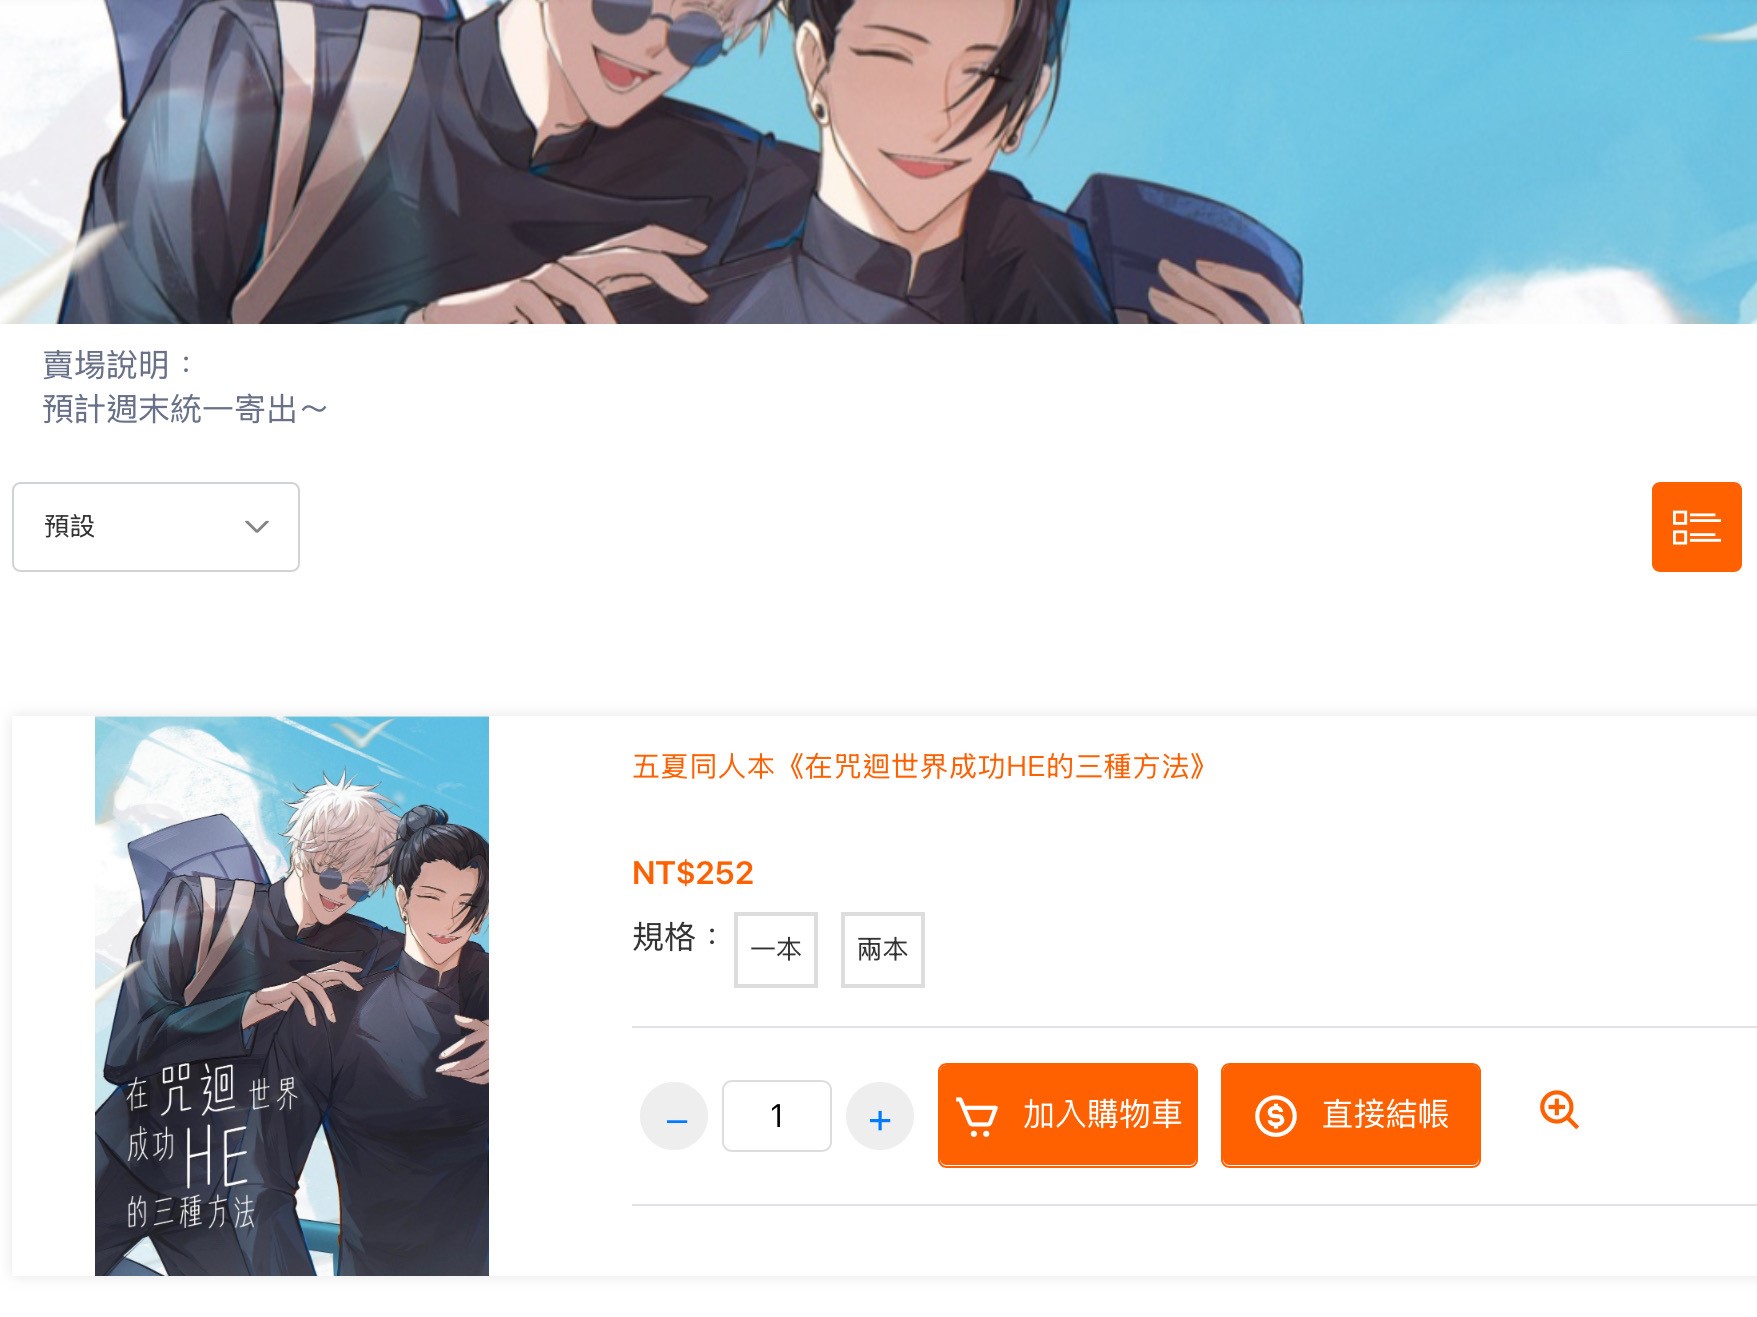 賣場說明：
預計週末統一寄出～
預設
五夏同人本《在咒迴世界成功HE的三種方法》
NT$252
規格： 一本 兩本
1 加入購物車 直接結帳
在咒迴世界
成功HE
的三種方法